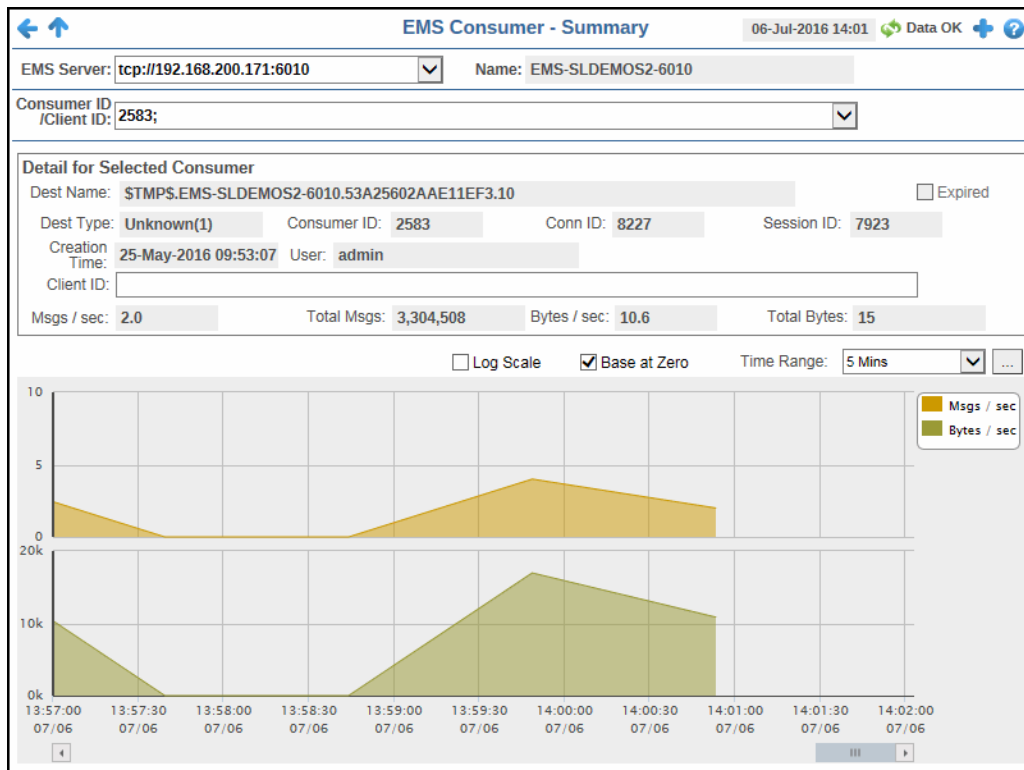 EMS Consumer - Summary 06-Jul-2016 14:01 Data OK
EMS Server: tcp://192.168.200.171:6010 Name: EMS-SLDEMOS2-6010
Consumer ID
/Client ID: 2583;
Detail for Selected Consumer
Dest Name: $TMP$.EMS-SLDEMOS2-6010.53A25602AAE11EF3.10 Expired
Dest Type: Unknown(1) Consumer ID: 2583 Conn ID: 8227 Session ID: 7923
Creation
Time: 25-May-2016 09:53:07 User: admin
Client ID:
Msgs / sec: 2.0 Total Msgs: 3,304,508 Bytes / sec: 10.6 Total Bytes: 15
Log Scale Base at Zero Time Range: 5 Mins ...
10
Msgs / sec
Bytes / sec
5
0
20k
10k
0k
13:57:00 13:57:30 13:58:00 13:58:30 13:59:00 13:59:30 14:00:00 14:00:30 14:01:00 14:01:30 14:02:00
07/06 07/06 07/06 07/06 07/06 07/06 07/06 07/06 07/06 07/06 07/06